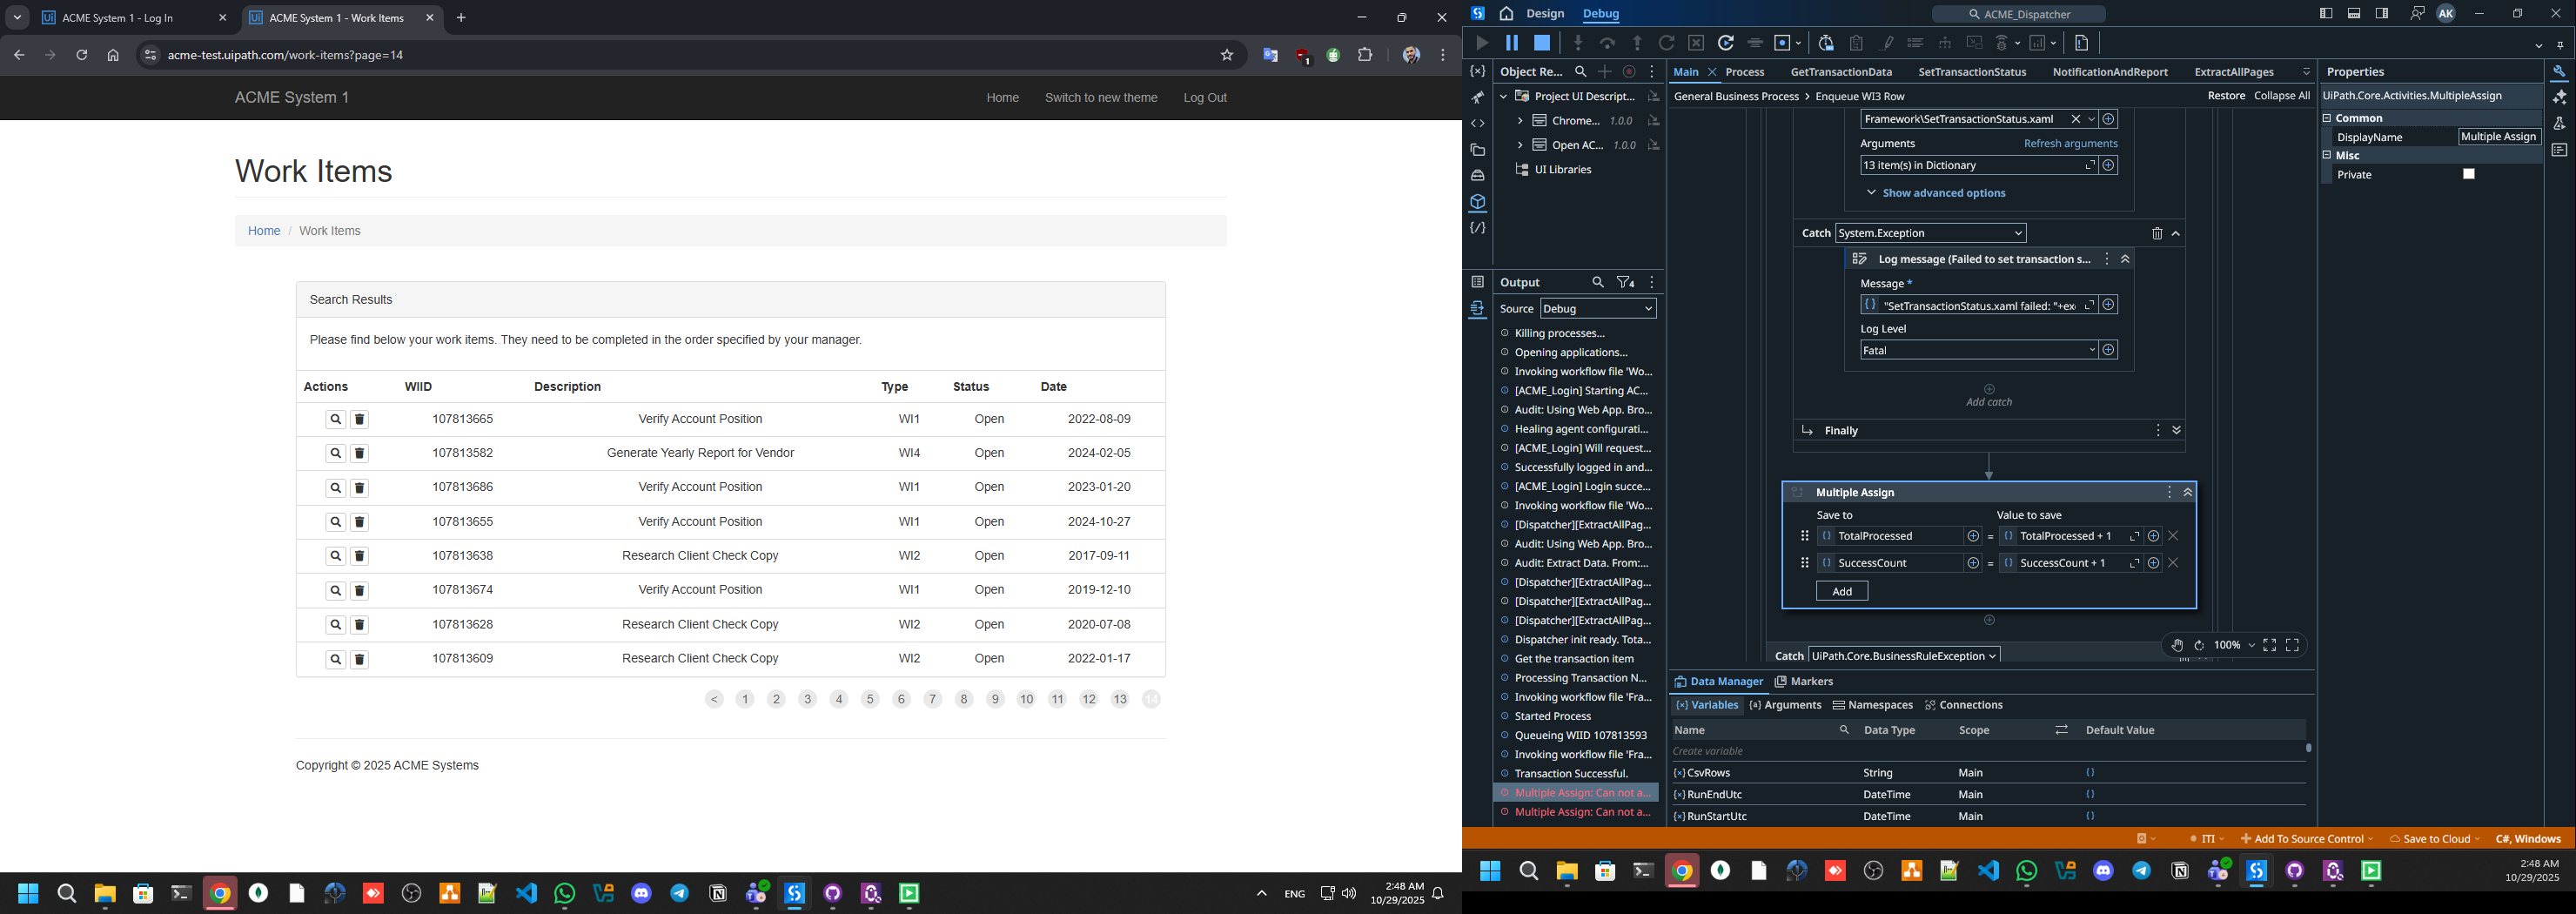 ACME System 1 - Log In
ACME System 1 - Work Items
acme-test.uipath.com/work-items?page=14
ACME System 1
Home
Switch to new theme
Log Out
Work Items
Home / Work Items
Search Results
Please find below your work items. They need to be completed in the order specified by your manager.
Actions WIID Description Type Status Date
107813665 Verify Account Position WI1 Open 2022-08-09
107813582 Generate Yearly Report for Vendor WI4 Open 2024-02-05
107813686 Verify Account Position WI1 Open 2023-01-20
107813655 Verify Account Position WI1 Open 2024-10-27
107813638 Research Client Check Copy WI2 Open 2017-09-11
107813674 Verify Account Position WI1 Open 2019-12-10
107813628 Research Client Check Copy WI2 Open 2020-07-08
107813609 Research Client Check Copy WI2 Open 2022-01-17
< 1 2 3 4 5 6 7 8 9 10 11 12 13 14
Copyright © 2025 ACME Systems
ENG
2:48 AM
10/29/2025
Design Debug
ACME_Dispatcher
AK
Object Re...
Project UI Descript...
Chrome... 1.0.0
Open AC... 1.0.0
UI Libraries
Output
4
Source Debug
Killing processes...
Opening applications...
Invoking workflow file 'Wo...
[ACME_Login] Starting AC...
Audit: Using Web App. Bro...
Healing agent configurati...
[ACME_Login] Will request...
Successfully logged in and...
[ACME_Login] Login succe...
Invoking workflow file 'Wo...
[Dispatcher][ExtractAllPag...
Audit: Using Web App. Bro...
Audit: Extract Data. From:...
[Dispatcher][ExtractAllPag...
[Dispatcher][ExtractAllPag...
[Dispatcher][ExtractAllPag...
Dispatcher init ready. Tota...
Get the transaction item
Processing Transaction N...
Invoking workflow file 'Fra...
Started Process
Queueing WIID 107813593
Invoking workflow file 'Fra...
Transaction Successful.
Multiple Assign: Can not a...
Multiple Assign: Can not a...
Main Process GetTransactionData SetTransactionStatus NotificationAndReport ExtractAllPages
General Business Process > Enqueue WI3 Row
Restore Collapse All
Framework\SetTransactionStatus.xaml
Arguments Refresh arguments
13 item(s) in Dictionary
Show advanced options
Catch System.Exception
Log message (Failed to set transaction s...
Message *
"SetTransactionStatus.xaml failed: "+exc
Log Level
Fatal
Add catch
Finally
Multiple Assign
Save to Value to save
TotalProcessed = TotalProcessed + 1
SuccessCount = SuccessCount + 1
Add
100%
Catch UiPath.Core.BusinessRuleException
Data Manager Markers
Variables Arguments Namespaces Connections
Name Data Type Scope Default Value
Create variable
CsvRows String Main
RunEndUtc DateTime Main
RunStartUtc DateTime Main
Properties
UiPath.Core.Activities.MultipleAssign
Common
DisplayName Multiple Assign
Misc
Private
ITI Add To Source Control Save to Cloud C#, Windows
2:48 AM
10/29/2025